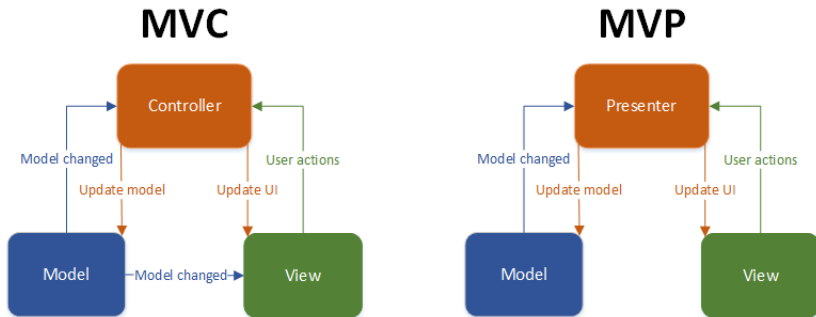 MVC
MVP
Controller
Presenter
Model changed
User actions
Model changed
User actions
Update model
Update UI
Update model
Update UI
Model
Model changed
View
Model
View